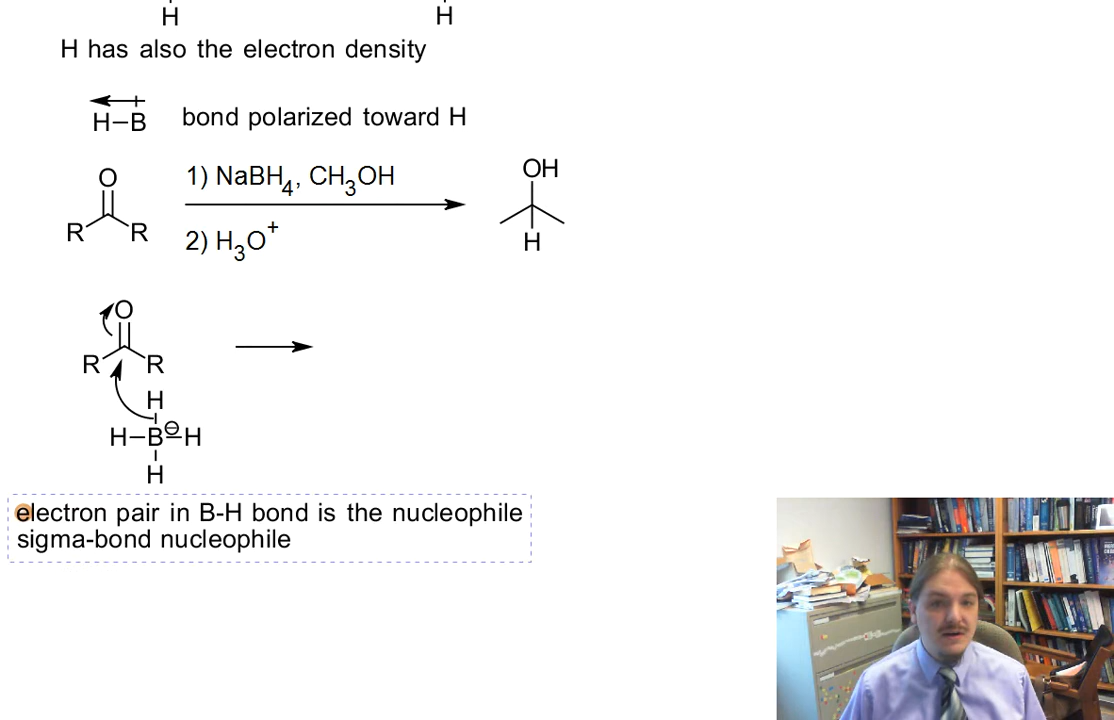 H H
H has also the electron density
H–B bond polarized toward H
O
R R
1) NaBH4, CH3OH
2) H3O+
OH
H
O
R R
H
H–B⊖–H
H
electron pair in B-H bond is the nucleophile
sigma-bond nucleophile